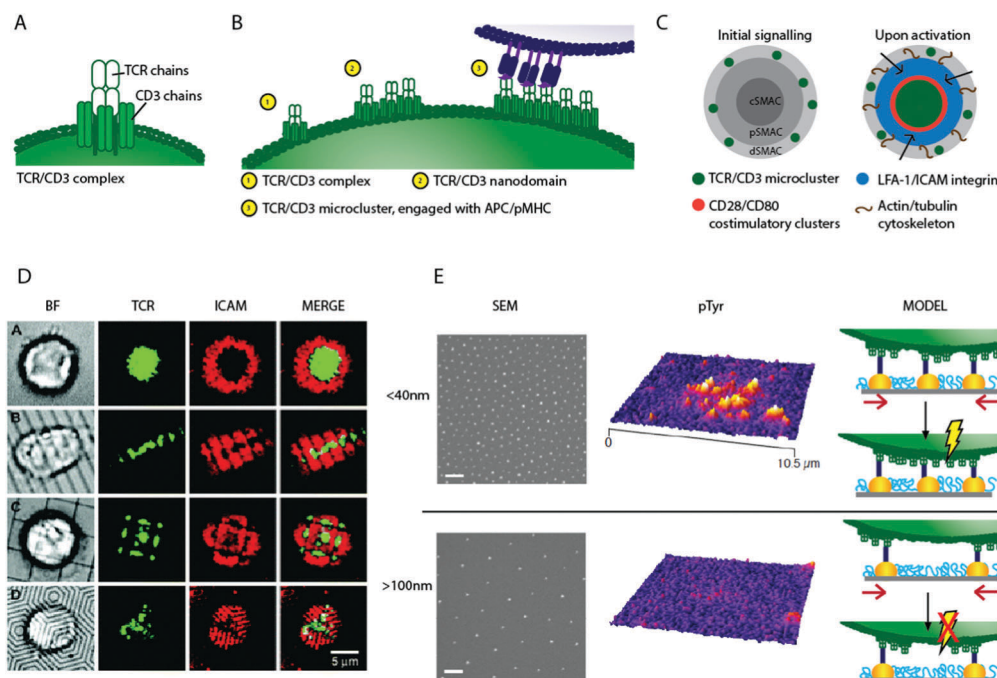 A
TCR chains
CD3 chains
TCR/CD3 complex
B
1
2
3
1 TCR/CD3 complex
2 TCR/CD3 nanodomain
3 TCR/CD3 microcluster, engaged with APC/pMHC
C
Initial signalling
Upon activation
cSMAC
pSMAC
dSMAC
TCR/CD3 microcluster
LFA-1/ICAM integrin
CD28/CD80
costimulatory clusters
Actin/tubulin
cytoskeleton
D
BF
TCR
ICAM
MERGE
A
B
C
D
5 μm
E
SEM
pTyr
MODEL
<40nm
0
10.5 μm
>100nm